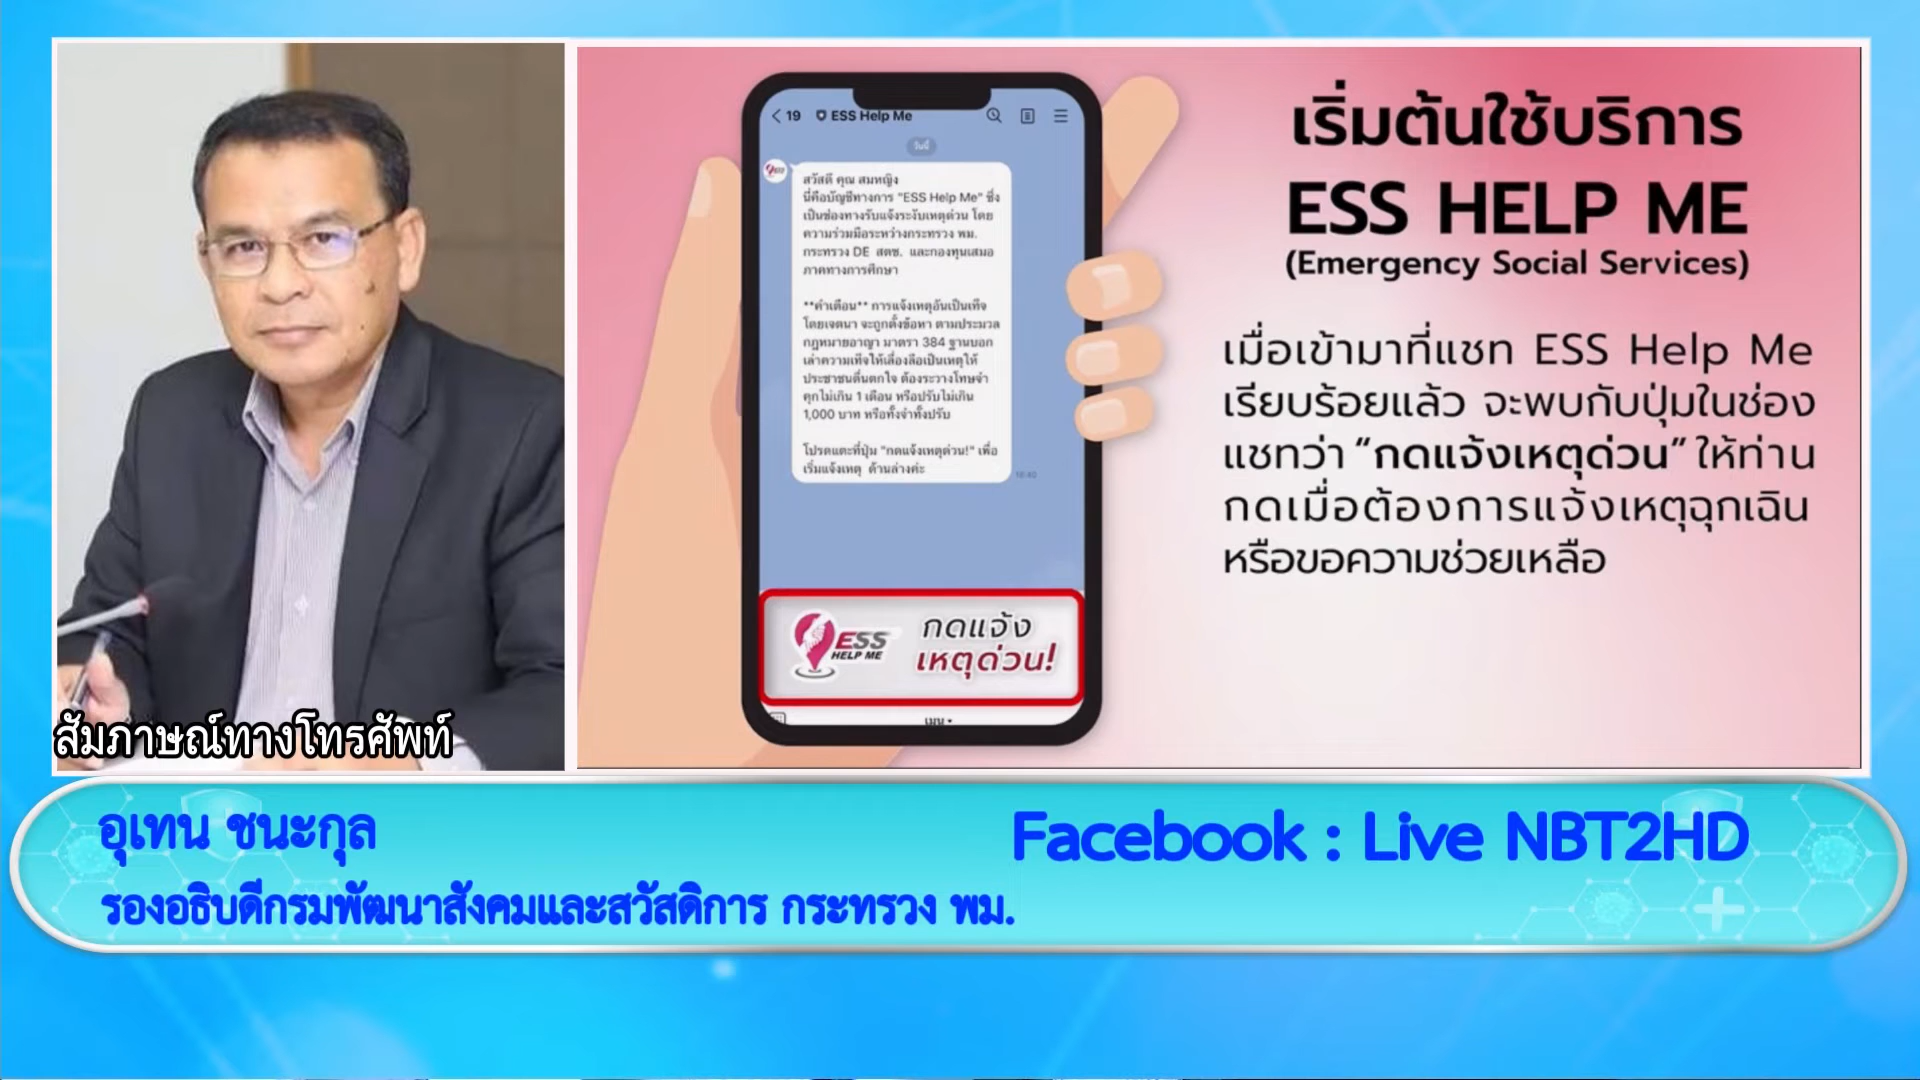 สัมภาษณ์ทางโทรศัพท์
19 ESS Help Me
วันนี้
สวัสดี คุณ สมหญิง
นี่คือบัญชีทางการ "ESS Help Me" ซึ่ง
เป็นช่องทางรับแจ้งระงับเหตุด่วน โดย
ความร่วมมือระหว่างกระทรวง พม.
กระทรวง DE สตช. และกองทุนเสมอ
ภาคทางการศึกษา
**คำเตือน** การแจ้งเหตุอันเป็นเท็จ
โดยเจตนา จะถูกตั้งข้อหา ตามประมวล
กฎหมายอาญา มาตรา 384 ฐานบอก
เล่าความเท็จให้เลื่องลือเป็นเหตุให้
ประชาชนตื่นตกใจ ต้องระวางโทษจำ
คุกไม่เกิน 1 เดือน หรือปรับไม่เกิน
1,000 บาท หรือทั้งจำทั้งปรับ
โปรดแตะที่ปุ่ม "กดแจ้งเหตุด่วน!" เพื่อ
เริ่มแจ้งเหตุ ด้านล่างค่ะ
16:40
ESS
HELP ME
กดแจ้ง
เหตุด่วน!
เมนู
เริ่มต้นใช้บริการ
ESS HELP ME
(Emergency Social Services)
เมื่อเข้ามาที่แชท ESS Help Me
เรียบร้อยแล้ว จะพบกับปุ่มในช่อง
แชทว่า “กดแจ้งเหตุด่วน” ให้ท่าน
กดเมื่อต้องการแจ้งเหตุฉุกเฉิน
หรือขอความช่วยเหลือ
อุเทน ชนะกุล
รองอธิบดีกรมพัฒนาสังคมและสวัสดิการ กระทรวง พม.
Facebook : Live NBT2HD